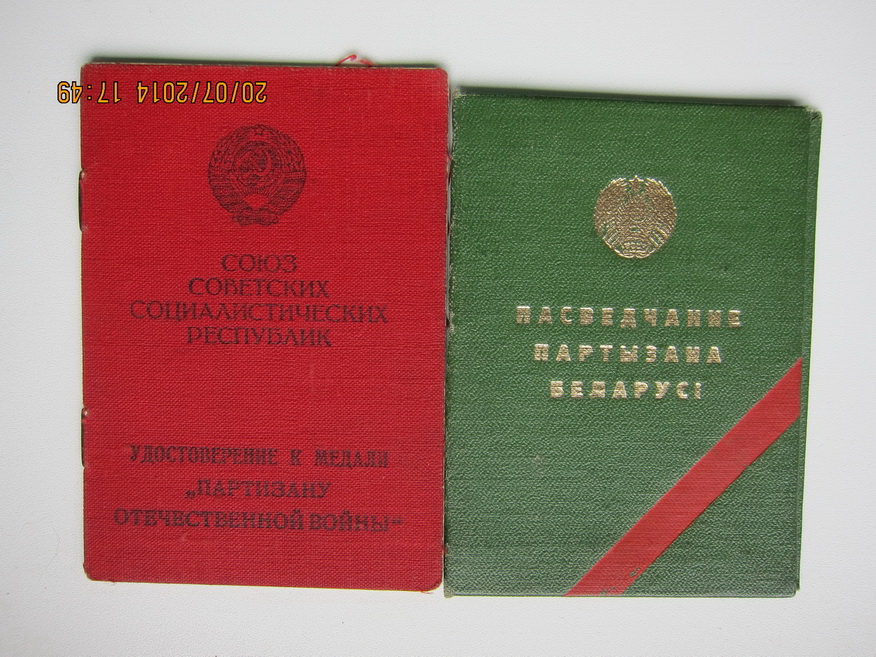 20/07/2014 17:49
СОЮЗ
СОВЕТСКИХ
СОЦИАЛИСТИЧЕСКИХ
РЕСПУБЛИК
УДОСТОВЕРЕНИЕ К МЕДАЛИ
„ПАРТИЗАНУ
ОТЕЧЕСТВЕННОЙ ВОЙНЫ“
ПАСВЕДЧАННЕ
ПАРТЫЗАНА
БЕЛАРУСІ